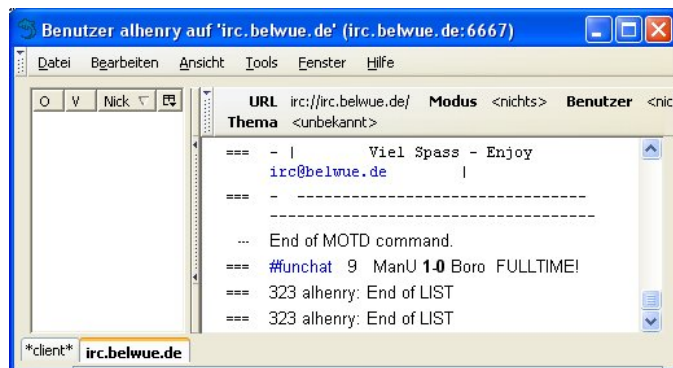 Benutzer alhenry auf 'irc.belwue.de' (irc.belwue.de:6667)
Datei Bearbeiten Ansicht Tools Fenster Hilfe
O V Nick
URL irc://irc.belwue.de/ Modus <nichts> Benutzer <nic
Thema <unbekannt>
=== - | Viel Spass - Enjoy
irc@belwue.de |
=== - ----------------------------------
--------------------------------------
--- End of MOTD command.
=== #funchat 9 ManU 1-0 Boro FULLTIME!
=== 323 alhenry: End of LIST
=== 323 alhenry: End of LIST
*client* irc.belwue.de